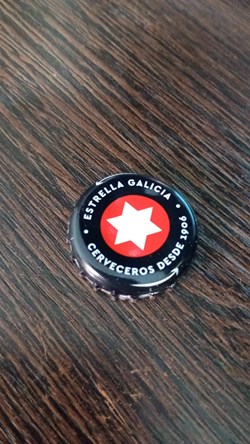 • ESTRELLA GALICIA •
CERVECEROS DESDE 1906